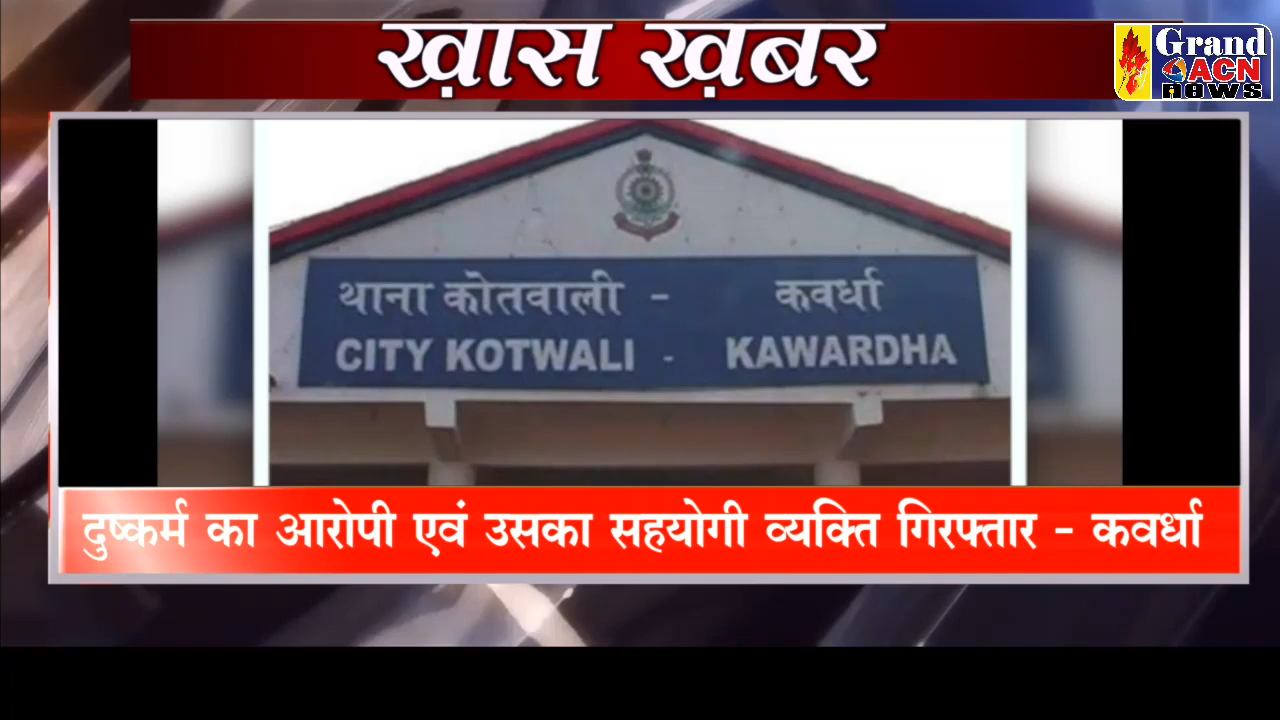 ख़ास ख़बर
Grand
ACN
news
थाना कोतवाली - कवर्धा
CITY KOTWALI - KAWARDHA
दुष्कर्म का आरोपी एवं उसका सहयोगी व्यक्ति गिरफ्तार - कवर्धा